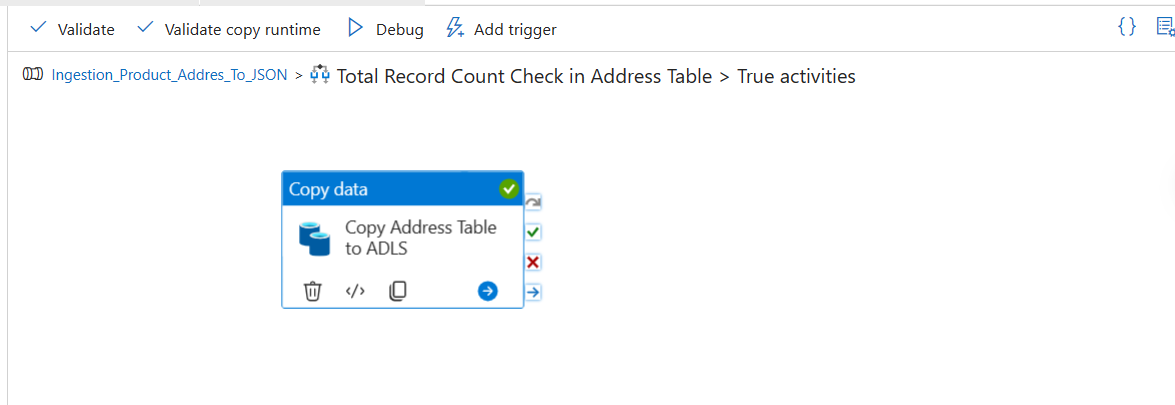 Validate Validate copy runtime Debug Add trigger {}
Ingestion_Product_Addres_To_JSON > Total Record Count Check in Address Table > True activities
Copy data
Copy Address Table
to ADLS
</>